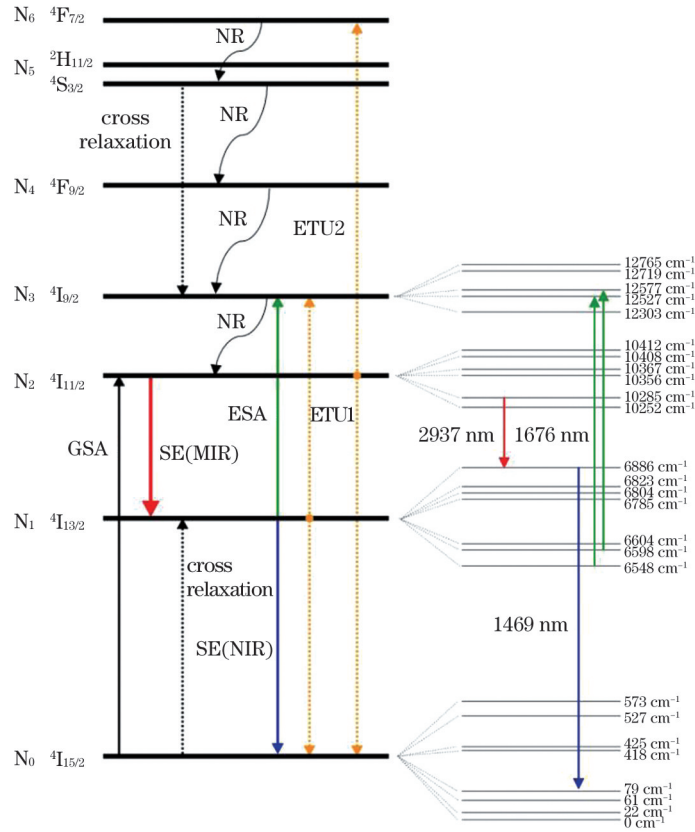 N₆ ⁴F₇/₂
NR
N₅ ²H₁₁/₂
⁴S₃/₂
cross
relaxation
NR
N₄ ⁴F₉/₂
NR
ETU2
N₃ ⁴I₉/₂
NR
N₂ ⁴I₁₁/₂
GSA
SE(MIR)
ESA
ETU1
N₁ ⁴I₁₃/₂
cross
relaxation
SE(NIR)
N₀ ⁴I₁₅/₂
12765 cm⁻¹
12719 cm⁻¹
12577 cm⁻¹
12527 cm⁻¹
12303 cm⁻¹
10412 cm⁻¹
10408 cm⁻¹
10367 cm⁻¹
10356 cm⁻¹
10285 cm⁻¹
10252 cm⁻¹
2937 nm 1676 nm
6886 cm⁻¹
6823 cm⁻¹
6804 cm⁻¹
6785 cm⁻¹
6604 cm⁻¹
6598 cm⁻¹
6548 cm⁻¹
1469 nm
573 cm⁻¹
527 cm⁻¹
425 cm⁻¹
418 cm⁻¹
79 cm⁻¹
61 cm⁻¹
22 cm⁻¹
0 cm⁻¹